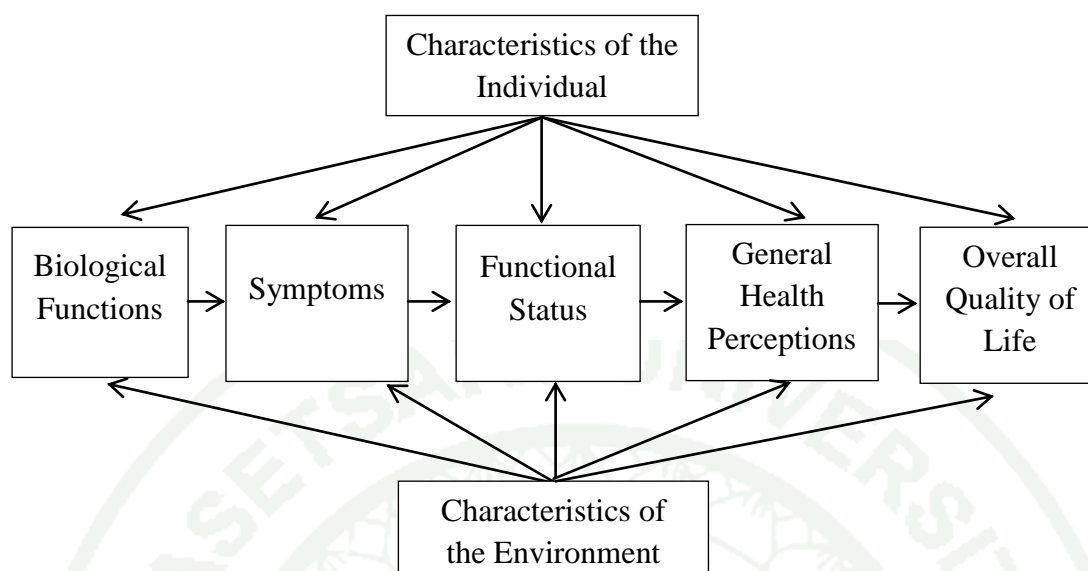 Characteristics of the
Individual
Biological
Functions
Symptoms
Functional
Status
General
Health
Perceptions
Overall
Quality of
Life
Characteristics of
the Environment